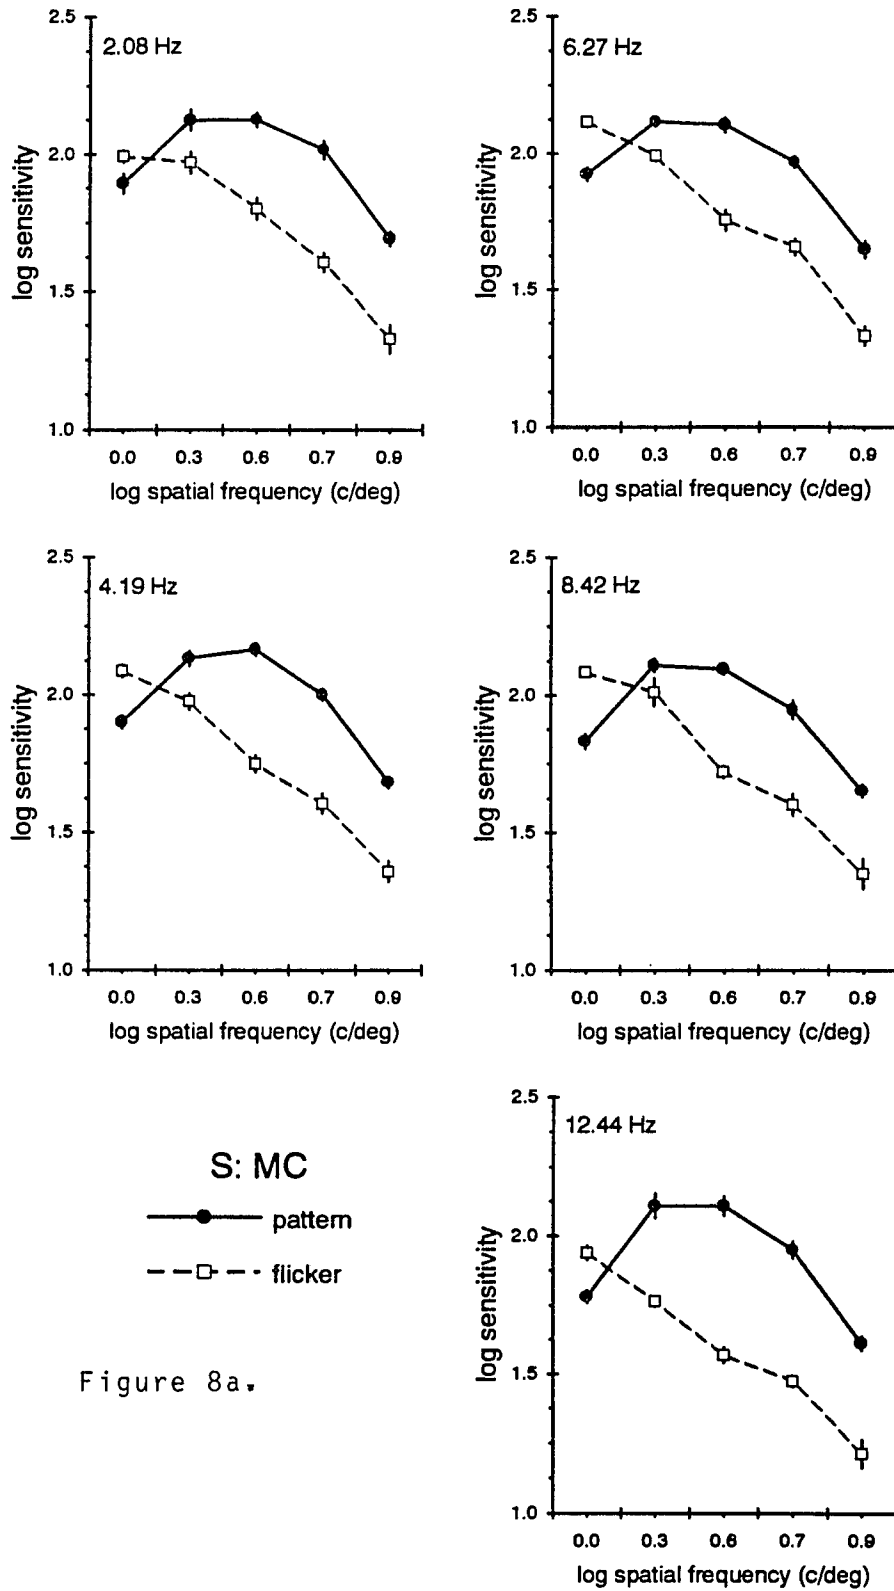 2.5
2.08 Hz
2.0
1.5
1.0
log sensitivity
0.0 0.3 0.6 0.7 0.9
log spatial frequency (c/deg)
2.5
6.27 Hz
2.0
1.5
1.0
log sensitivity
0.0 0.3 0.6 0.7 0.9
log spatial frequency (c/deg)
2.5
4.19 Hz
2.0
1.5
1.0
log sensitivity
0.0 0.3 0.6 0.7 0.9
log spatial frequency (c/deg)
2.5
8.42 Hz
2.0
1.5
1.0
log sensitivity
0.0 0.3 0.6 0.7 0.9
log spatial frequency (c/deg)
S: MC
pattern
flicker
Figure 8a.
2.5
12.44 Hz
2.0
1.5
1.0
log sensitivity
0.0 0.3 0.6 0.7 0.9
log spatial frequency (c/deg)